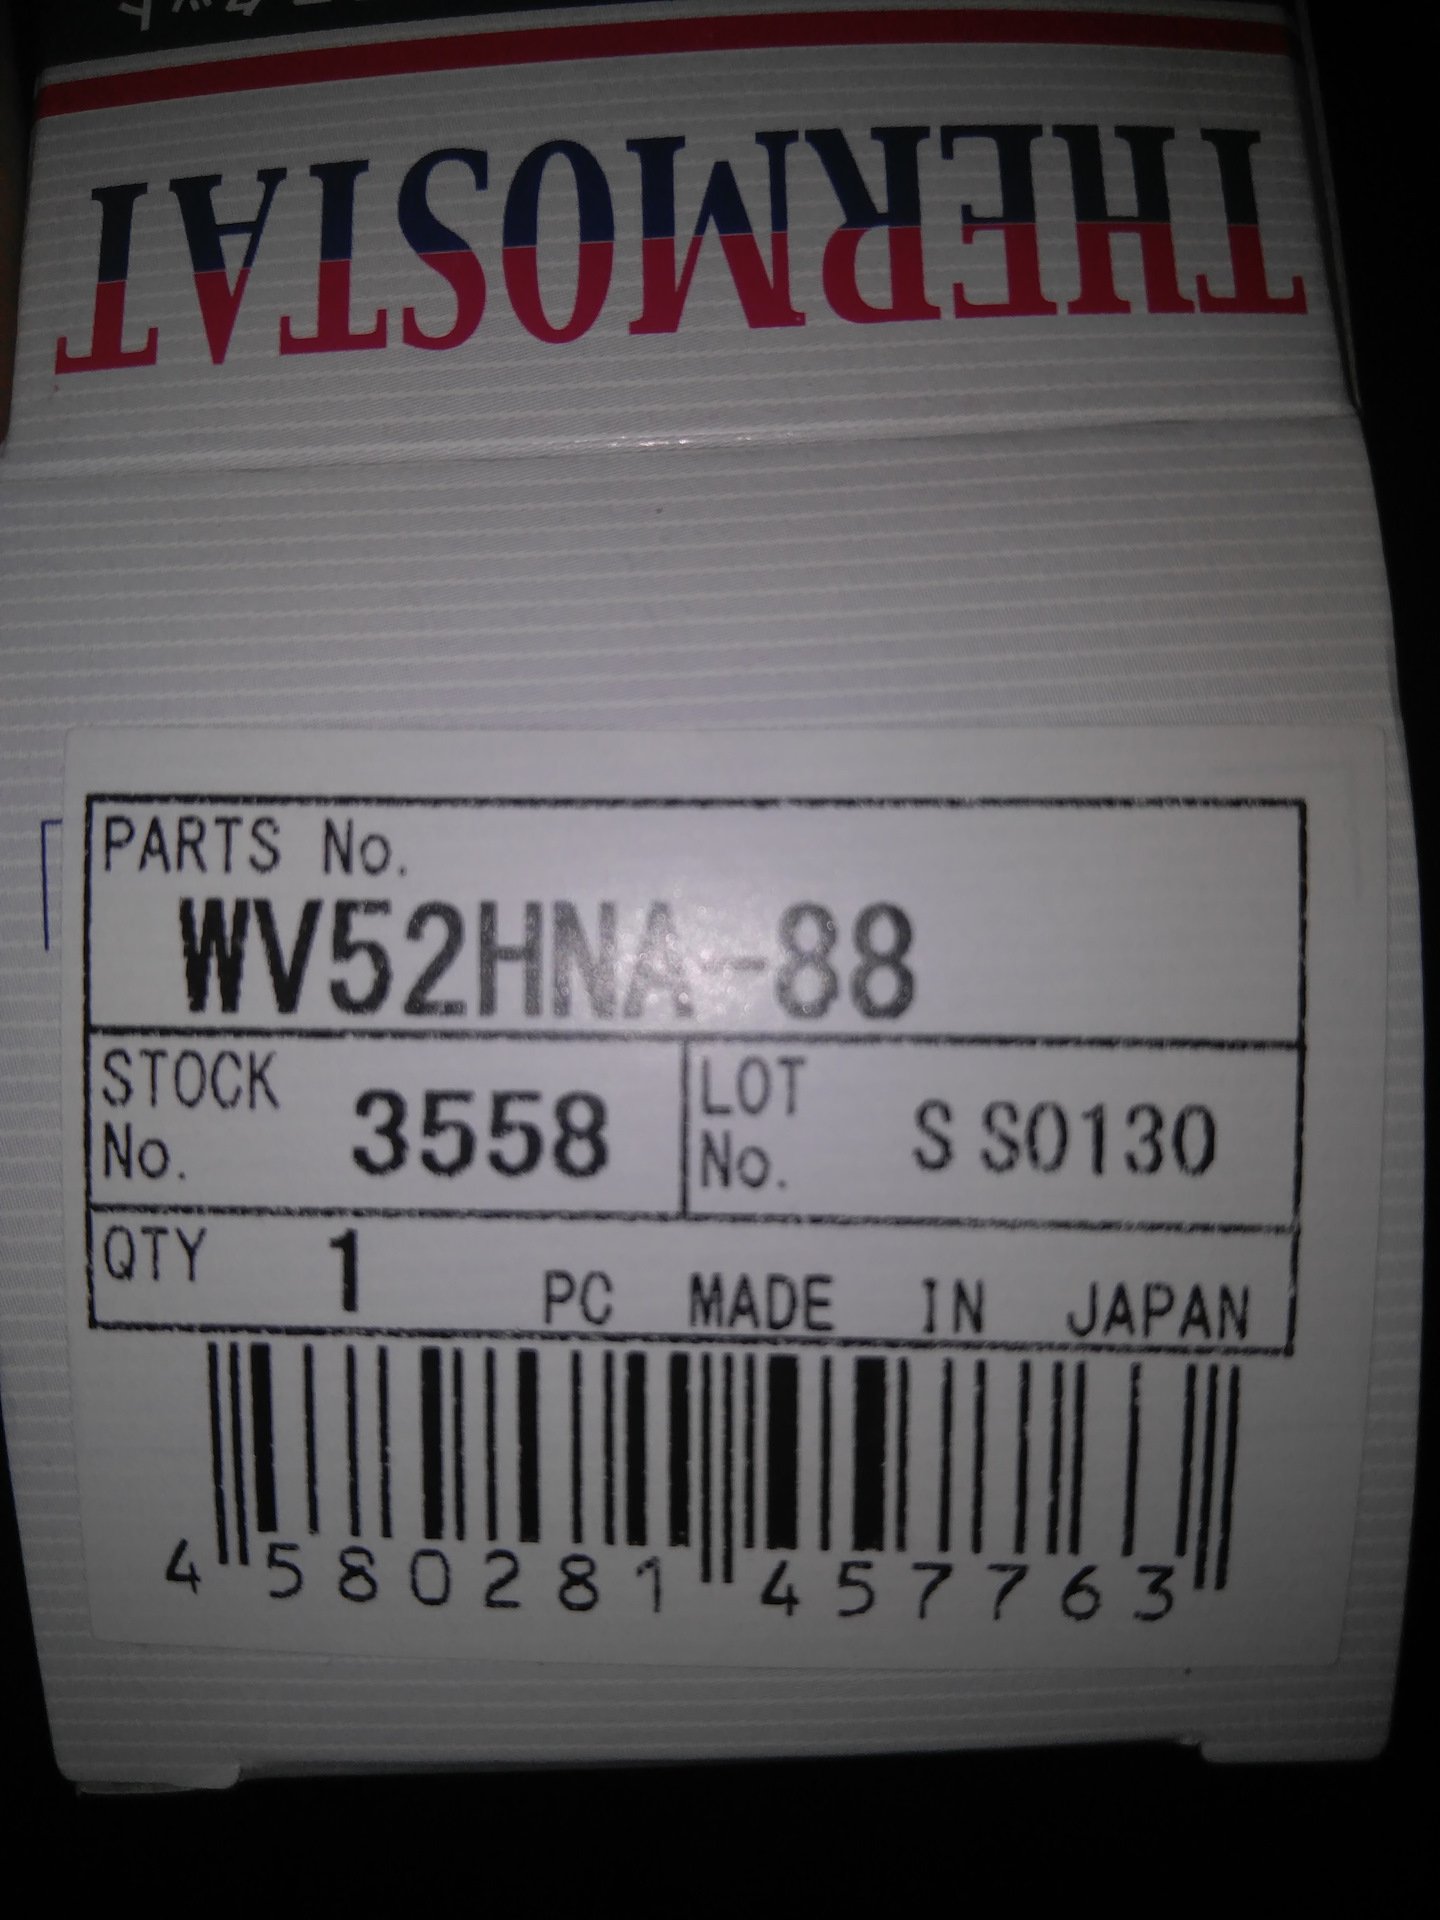 THERMOSTAT
PARTS No.
WV52HNA-88
STOCK No. 3558
LOT No. S S0130
QTY 1 PC MADE IN JAPAN
4 580281 457763